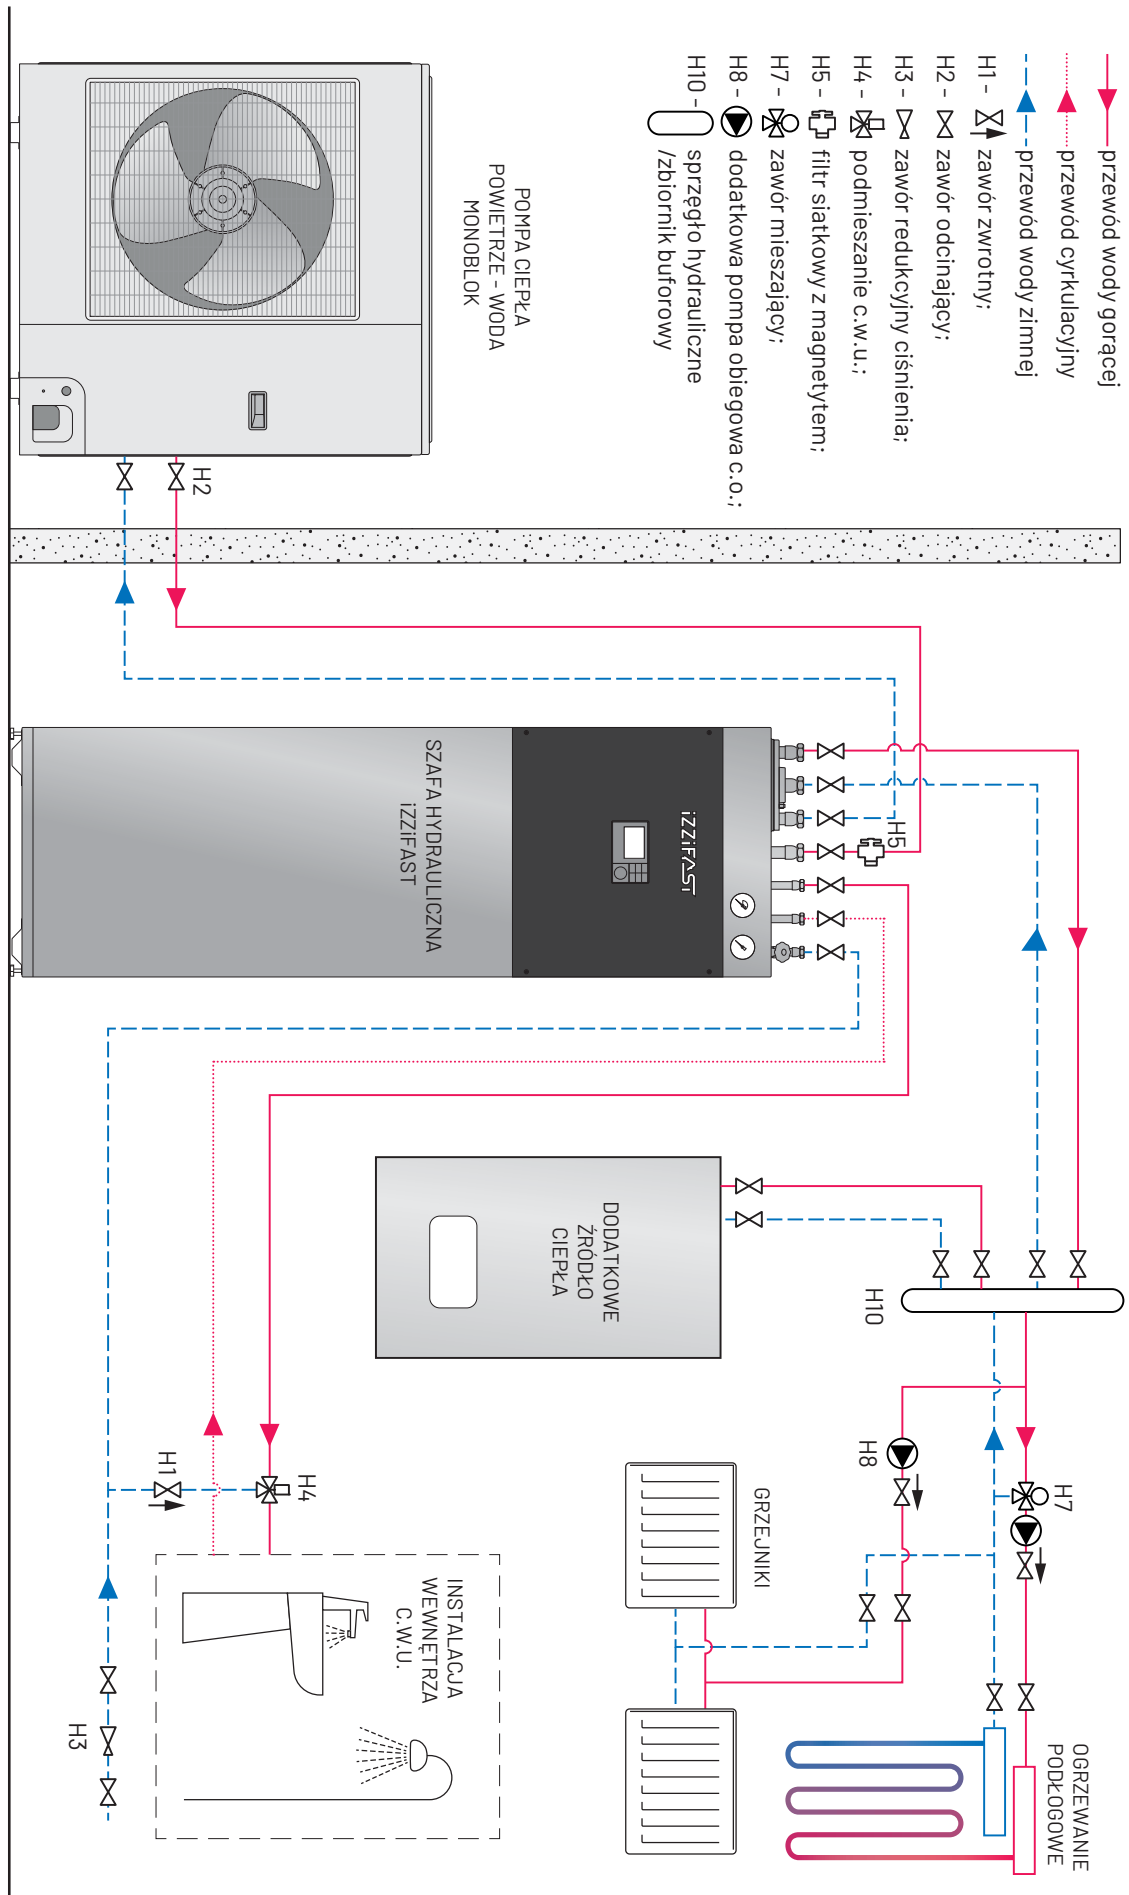 przewód wody gorącej
przewód cyrkulacyjny
przewód wody zimnej
H1 - zawór zwrotny;
H2 - zawór odcinający;
H3 - zawór redukcyjny ciśnienia;
H4 - podmieszanie c.w.u.;
H5 - filtr siatkowy z magnetytem;
H7 - zawór mieszający;
H8 - dodatkowa pompa obiegowa c.o.;
H10 - sprzęgło hydrauliczne
/zbiornik buforowy
POMPA CIEPŁA
POWIETRZE - WODA
MONOBLOK
H2
H5
iZZiFAST
SZAFA HYDRAULICZNA
iZZiFAST
DODATKOWE
ŹRÓDŁO
CIEPŁA
H10
H7
H8
H4
H1
GRZEJNIKI
INSTALACJA
WEWNĘTRZA
C.W.U.
H3
OGRZEWANIE
PODŁOGOWE